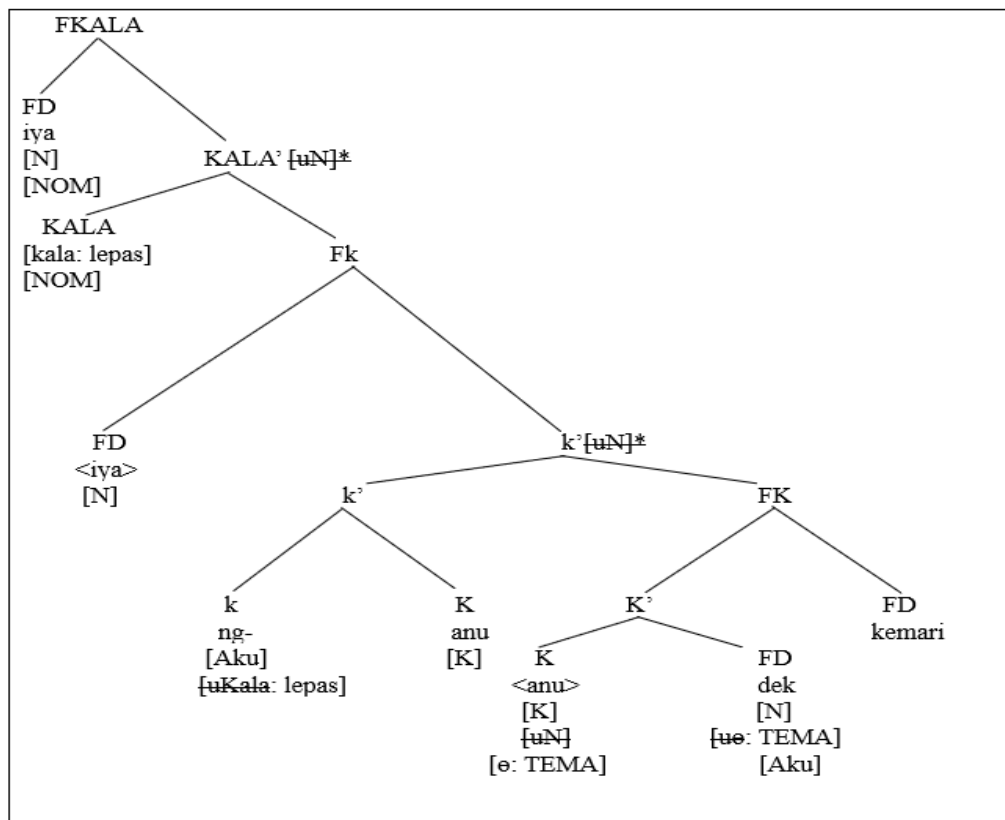 FKALA
FD
iya
[N]
[NOM]
KALA’ [uN]*
KALA
[kala: lepas]
[NOM]
Fk
FD
<iya>
[N]
k’[uN]*
k’
FK
k
ng-
[Aku]
[uKala: lepas]
K
anu
[K]
K’
FD
kemari
K
<anu>
[K]
[uN]
[ɵ: TEMA]
FD
dek
[N]
[uɵ: TEMA]
[Aku]